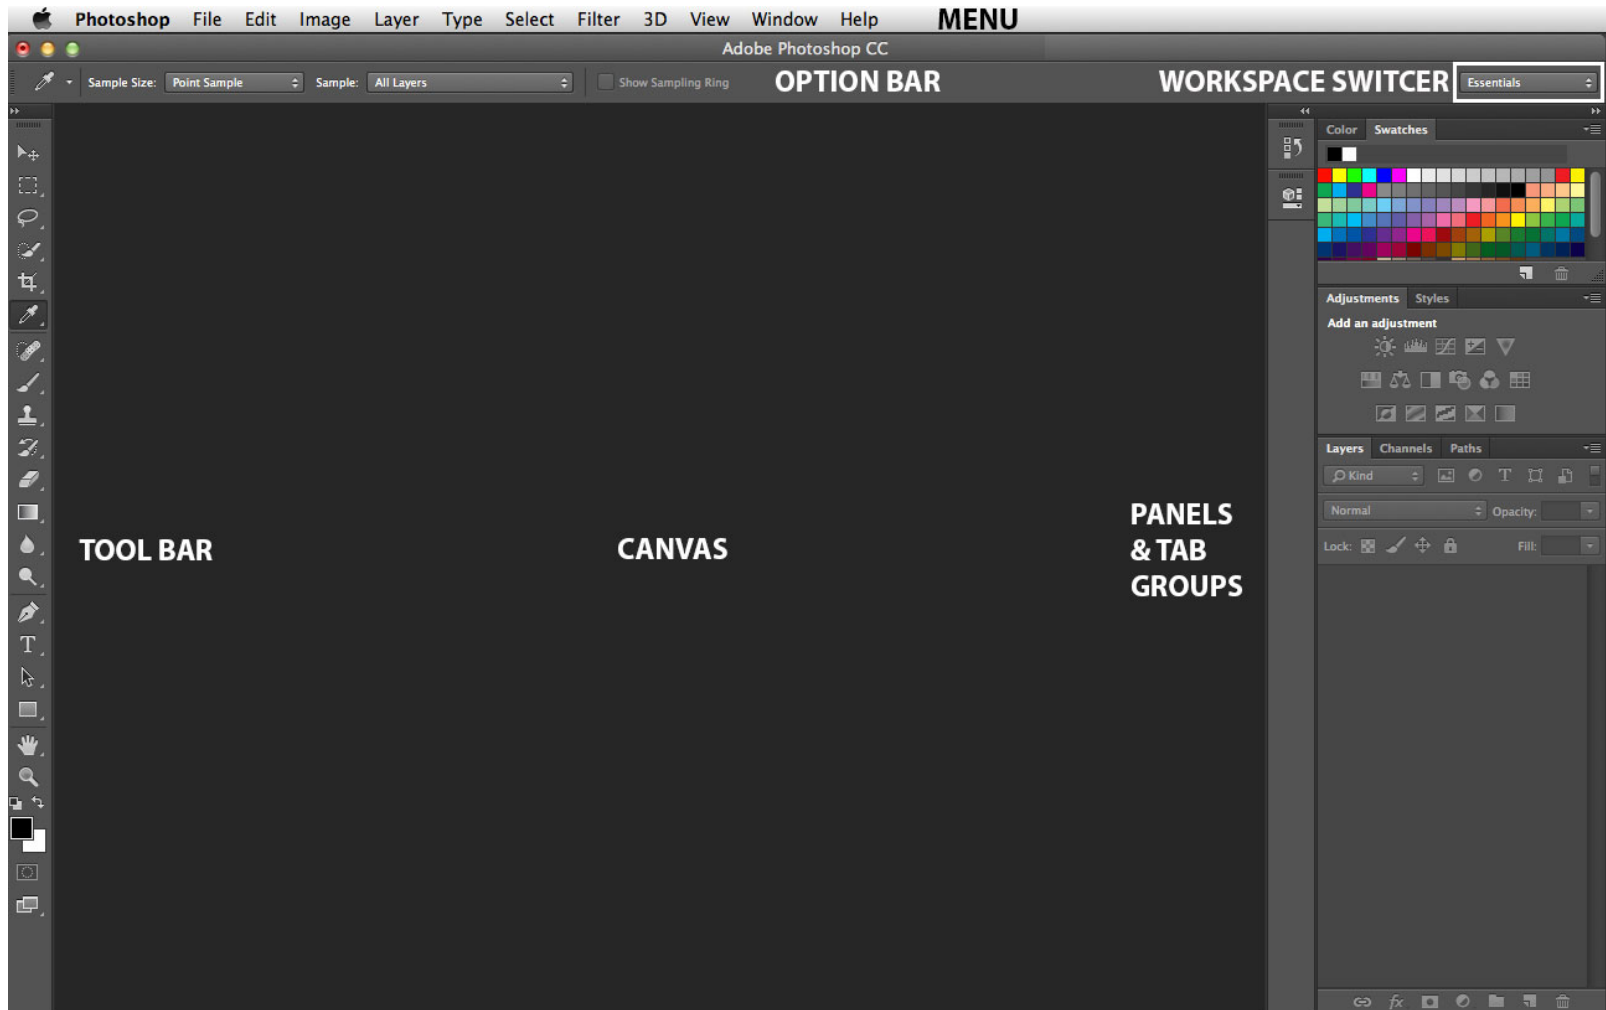 Photoshop File Edit Image Layer Type Select Filter 3D View Window Help MENU
Adobe Photoshop CC
Sample Size: Point Sample Sample: All Layers Show Sampling Ring OPTION BAR WORKSPACE SWITCER Essentials
Color Swatches
Adjustments Styles
Add an adjustment
Layers Channels Paths
Kind
Normal Opacity:
Lock: Fill:
TOOL BAR
CANVAS
PANELS
& TAB
GROUPS
fx